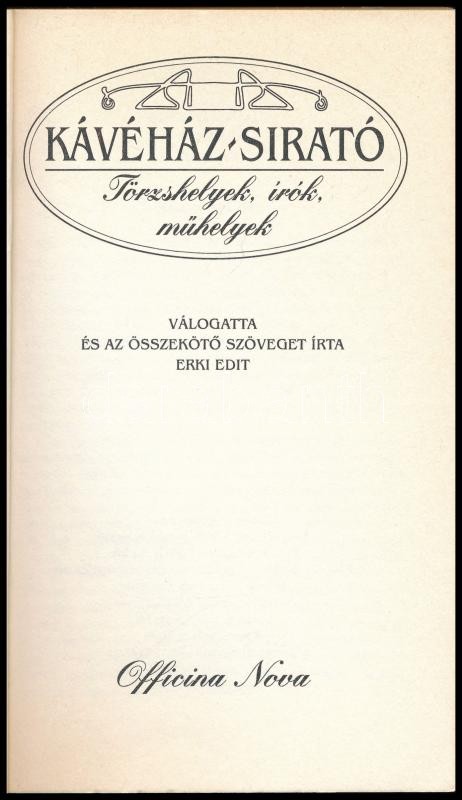 KÁVÉHÁZ-SIRATÓ
Törzshelyek, írók,
műhelyek
VÁLOGATTA
ÉS AZ ÖSSZEKÖTŐ SZÖVEGET ÍRTA
ERKI EDIT
Officina Nova